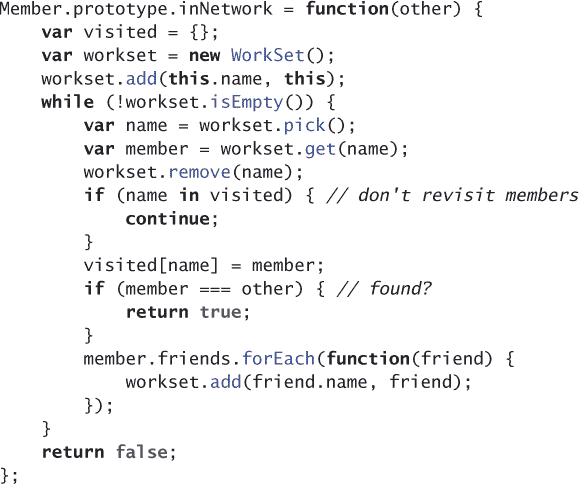 Member.prototype.inNetwork = function(other) {
    var visited = {};
    var workset = new WorkSet();
    workset.add(this.name, this);
    while (!workset.isEmpty()) {
        var name = workset.pick();
        var member = workset.get(name);
        workset.remove(name);
        if (name in visited) { // don't revisit members
            continue;
        }
        visited[name] = member;
        if (member === other) { // found?
            return true;
        }
        member.friends.forEach(function(friend) {
            workset.add(friend.name, friend);
        });
    }
    return false;
};